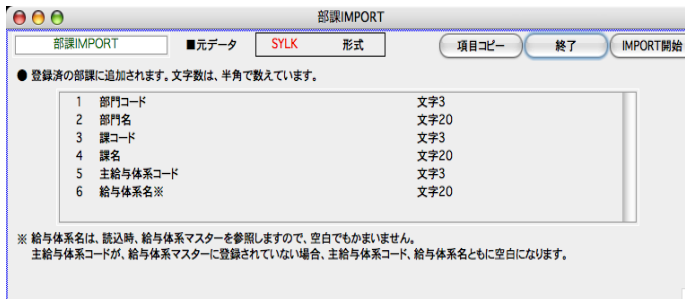 部課IMPORT
部課IMPORT ■元データ SYLK 形式 項目コピー 終了 IMPORT開始
● 登録済の部課に追加されます。文字数は、半角で数えています。
1 部門コード 文字3
2 部門名 文字20
3 課コード 文字3
4 課名 文字20
5 主給与体系コード 文字3
6 給与体系名※ 文字20
※ 給与体系名は、読込時、給与体系マスターを参照しますので、空白でもかまいません。
主給与体系コードが、給与体系マスターに登録されていない場合、主給与体系コード、給与体系名ともに空白になります。